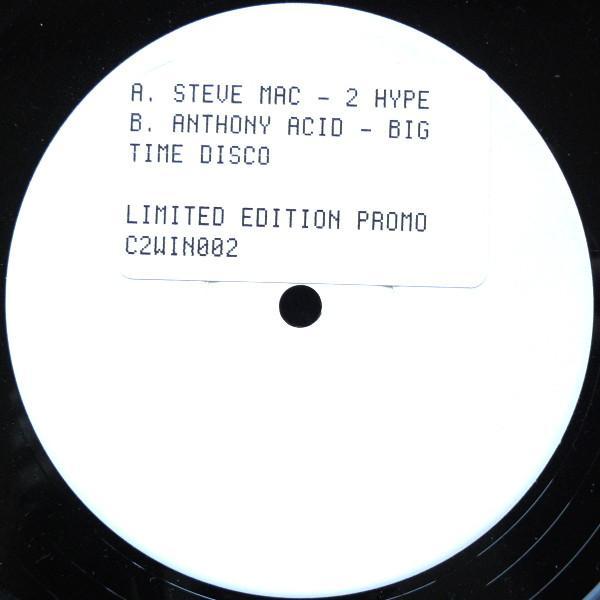 A. STEVE MAC - 2 HYPE
B. ANTHONY ACID - BIG
TIME DISCO
LIMITED EDITION PROMO
C2WIN002